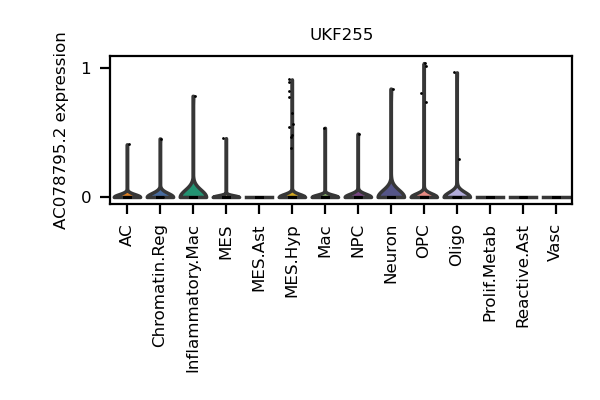 UKF255
AC078795.2 expression
1
0
AC
Chromatin.Reg
Inflammatory.Mac
MES
MES.Ast
MES.Hyp
Mac
NPC
Neuron
OPC
Oligo
Prolif.Metab
Reactive.Ast
Vasc